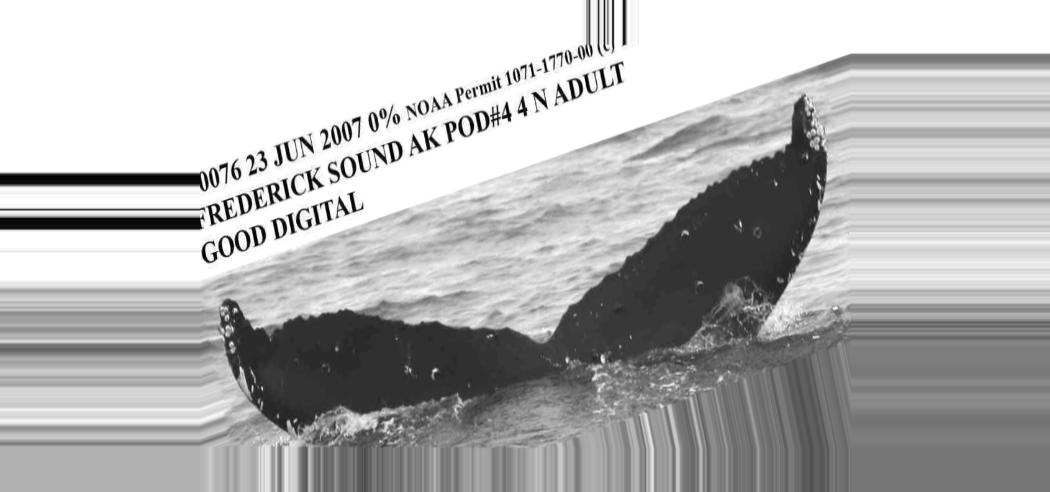 0076 23 JUN 2007 0% NOAA Permit 1071-1770-00 (c)
FREDERICK SOUND AK POD#4 4 N ADULT
GOOD DIGITAL